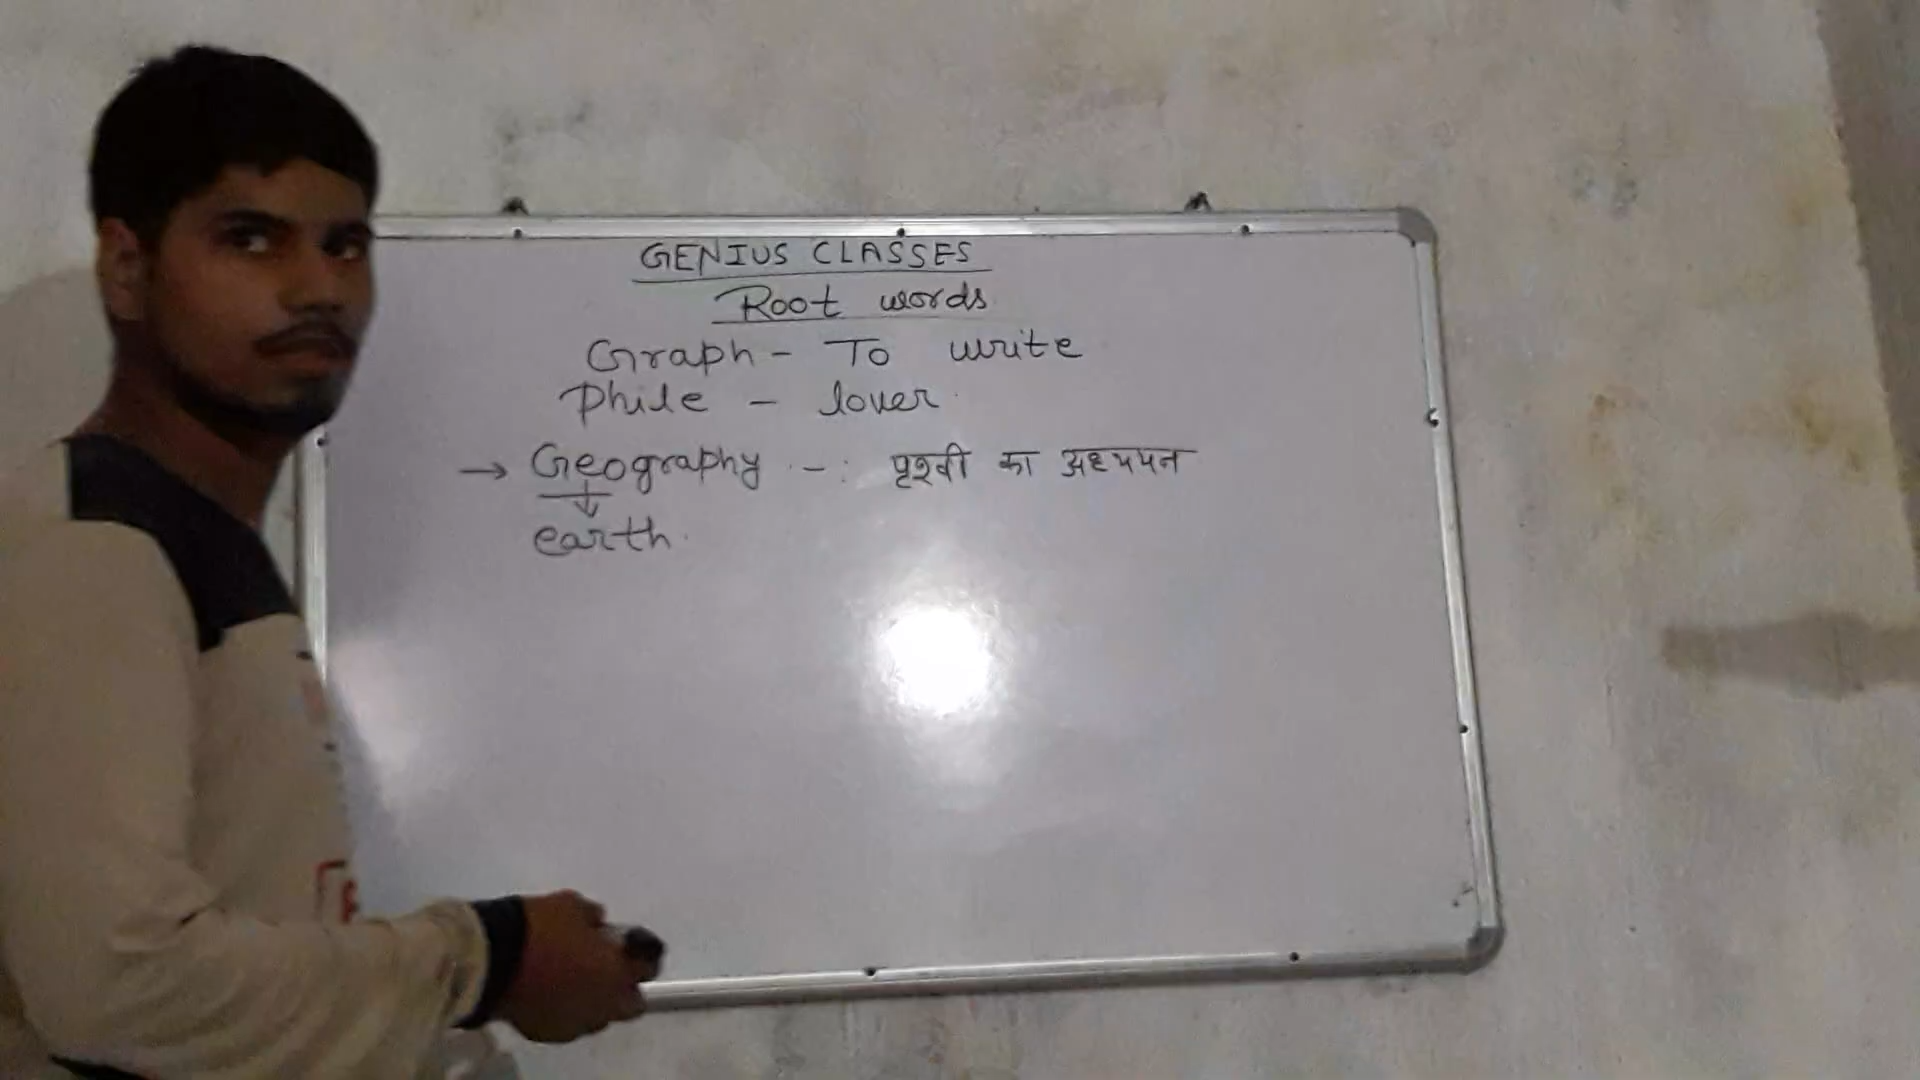 GENIUS CLASSES
Root words
Graph - To write
Phile - lover
→ Geography -: पृथ्वी का अध्ययन
earth